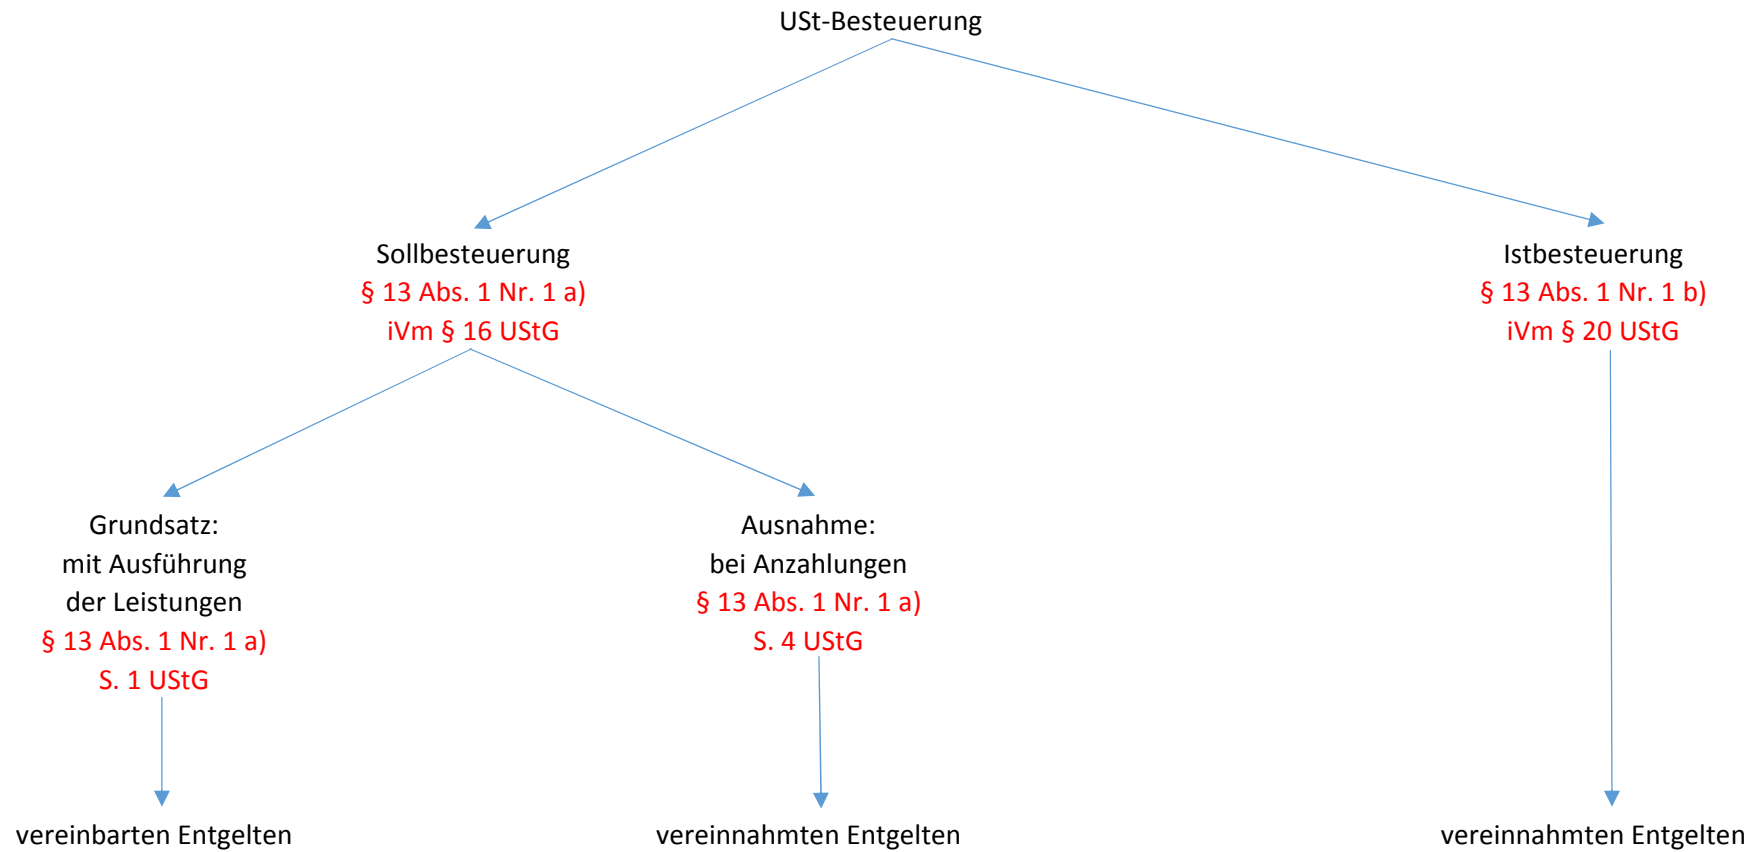 USt-Besteuerung
Sollbesteuerung
§ 13 Abs. 1 Nr. 1 a)
iVm § 16 UStG
Istbesteuerung
§ 13 Abs. 1 Nr. 1 b)
iVm § 20 UStG
Grundsatz:
mit Ausführung
der Leistungen
§ 13 Abs. 1 Nr. 1 a)
S. 1 UStG
Ausnahme:
bei Anzahlungen
§ 13 Abs. 1 Nr. 1 a)
S. 4 UStG
vereinbarten Entgelten
vereinnahmten Entgelten
vereinnahmten Entgelten